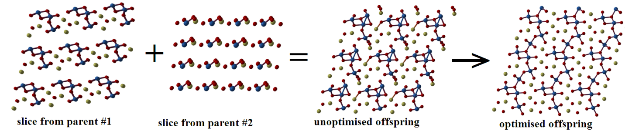 slice from parent #1
slice from parent #2
unoptimised offspring
optimised offspring